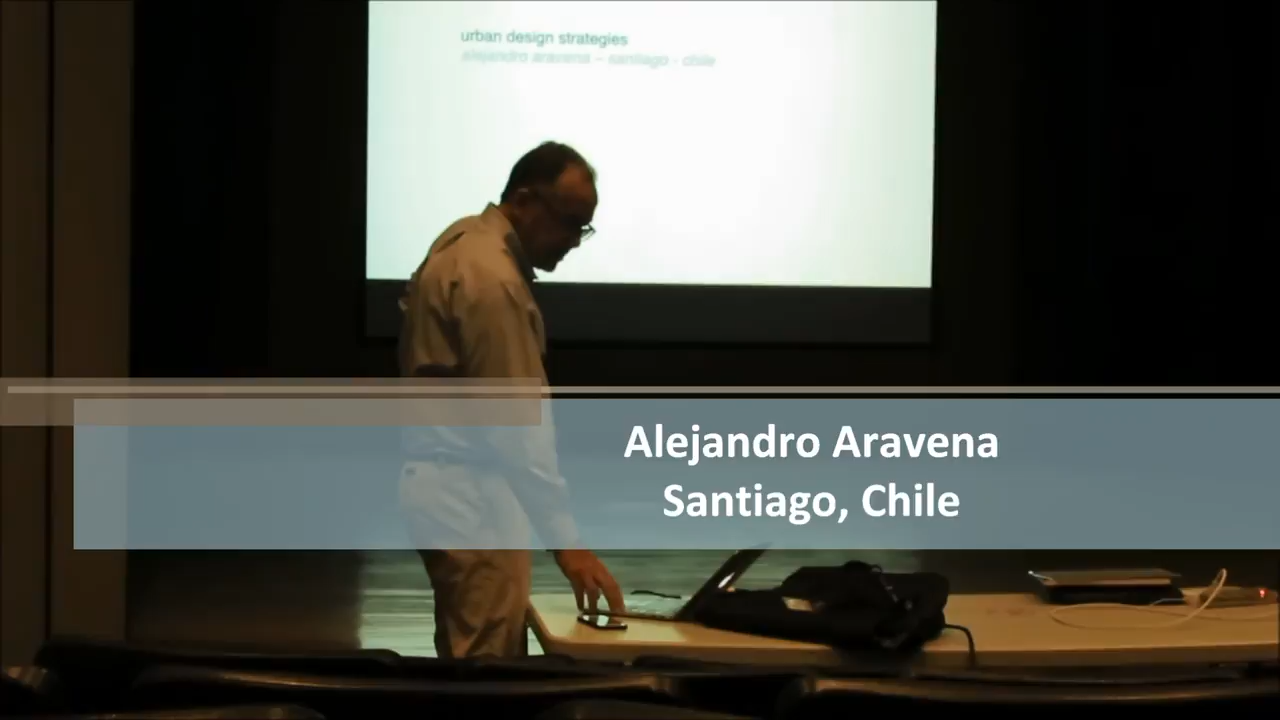 urban design strategies
alejandro aravena – santiago - chile
Alejandro Aravena
Santiago, Chile